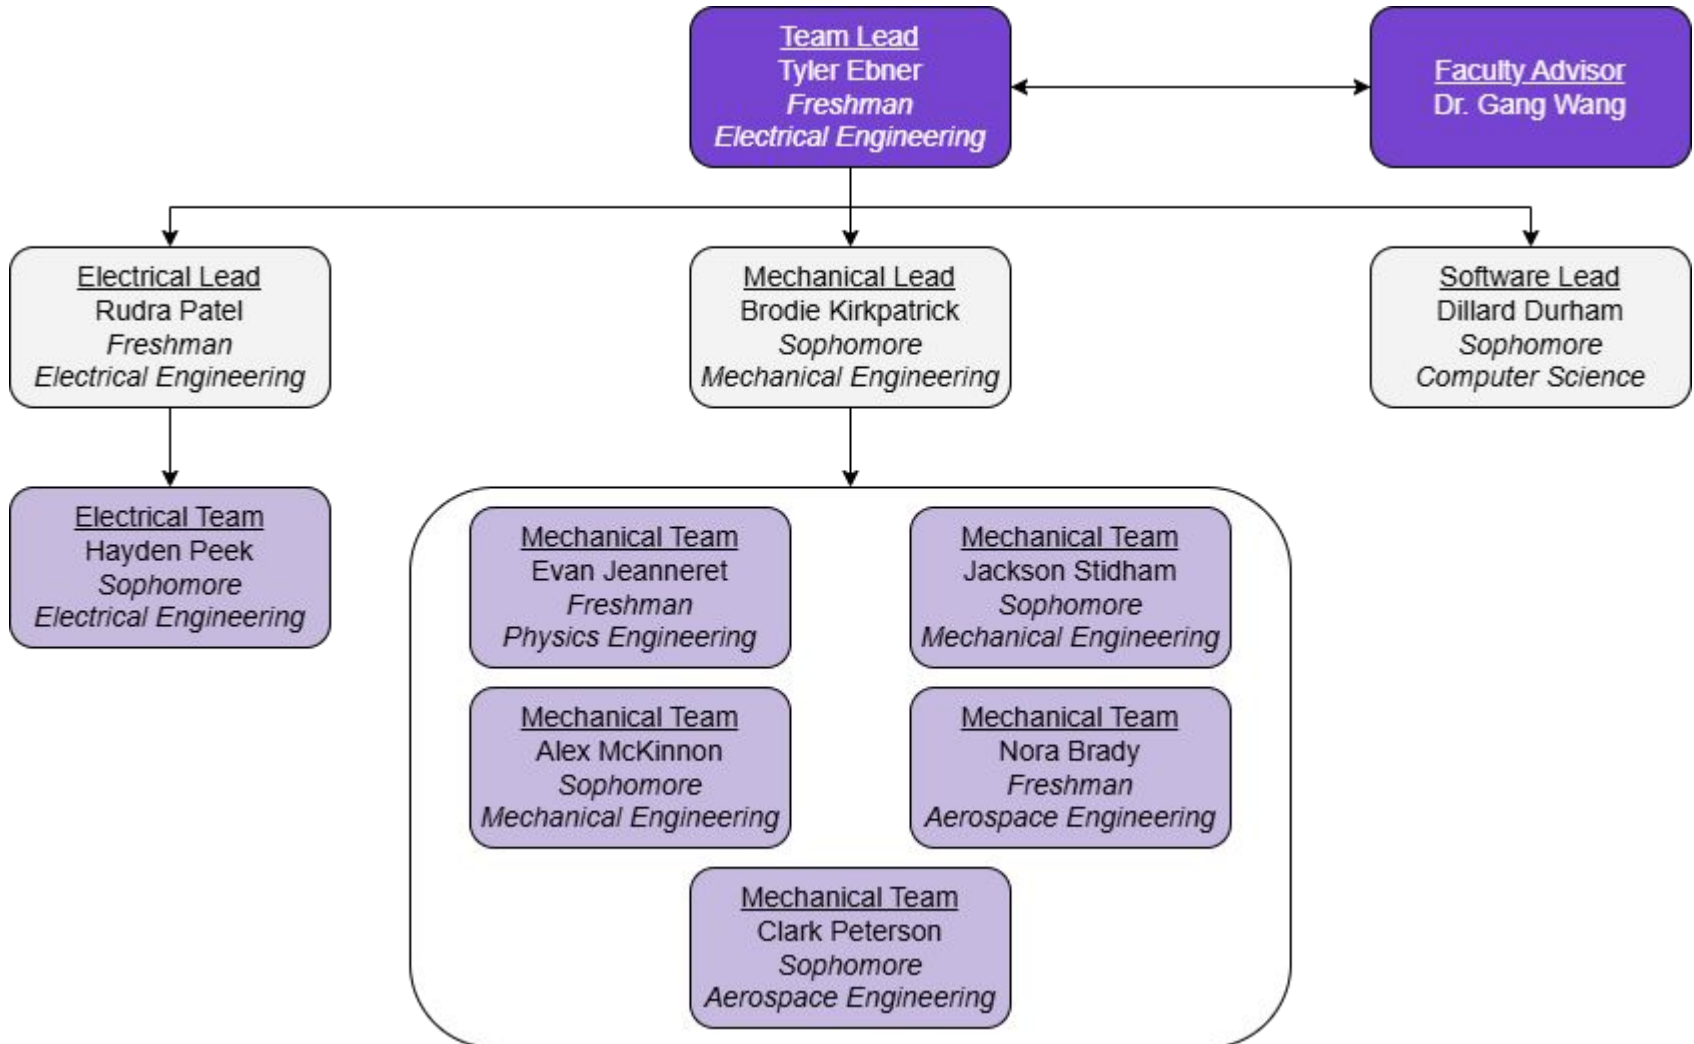 Team Lead
Tyler Ebner
Freshman
Electrical Engineering
Faculty Advisor
Dr. Gang Wang
Electrical Lead
Rudra Patel
Freshman
Electrical Engineering
Mechanical Lead
Brodie Kirkpatrick
Sophomore
Mechanical Engineering
Software Lead
Dillard Durham
Sophomore
Computer Science
Electrical Team
Hayden Peek
Sophomore
Electrical Engineering
Mechanical Team
Evan Jeanneret
Freshman
Physics Engineering
Mechanical Team
Jackson Stidham
Sophomore
Mechanical Engineering
Mechanical Team
Alex McKinnon
Sophomore
Mechanical Engineering
Mechanical Team
Nora Brady
Freshman
Aerospace Engineering
Mechanical Team
Clark Peterson
Sophomore
Aerospace Engineering